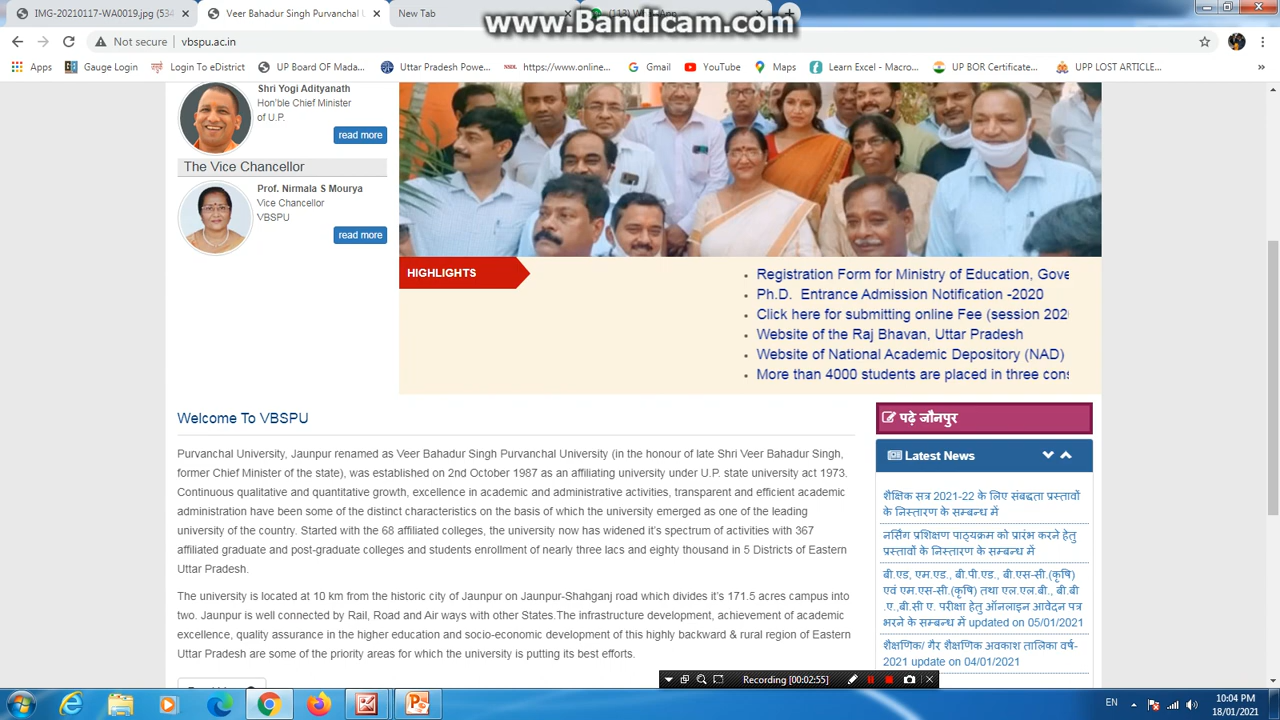 IMG-20210117-WA0019.jpg (534
Veer Bahadur Singh Purvanchal U
New Tab
www.Bandicam.com
Not secure
vbspu.ac.in
Apps
Gauge Login
Login To eDistrict
UP Board OF Mada...
Uttar Pradesh Powe...
https://www.online...
Gmail
YouTube
Maps
Learn Excel - Macro...
UP BOR Certificate...
UPP LOST ARTICLE...
Shri Yogi Adityanath
Hon'ble Chief Minister
of U.P.
read more
The Vice Chancellor
Prof. Nirmala S Mourya
Vice Chancellor
VBSPU
read more
HIGHLIGHTS
Registration Form for Ministry of Education, Gove
Ph.D. Entrance Admission Notification -2020
Click here for submitting online Fee (session 202
Website of the Raj Bhavan, Uttar Pradesh
Website of National Academic Depository (NAD)
More than 4000 students are placed in three cons
Welcome To VBSPU
Purvanchal University, Jaunpur renamed as Veer Bahadur Singh Purvanchal University (in the honour of late Shri Veer Bahadur Singh,
former Chief Minister of the state), was established on 2nd October 1987 as an affiliating university under U.P. state university act 1973.
Continuous qualitative and quantitative growth, excellence in academic and administrative activities, transparent and efficient academic
administration have been some of the distinct characteristics on the basis of which the university emerged as one of the leading
university of the country. Started with the 68 affiliated colleges, the university now has widened it's spectrum of activities with 367
affiliated graduate and post-graduate colleges and students enrollment of nearly three lacs and eighty thousand in 5 Districts of Eastern
Uttar Pradesh.
The university is located at 10 km from the historic city of Jaunpur on Jaunpur-Shahganj road which divides it's 171.5 acres campus into
two. Jaunpur is well connected by Rail, Road and Air ways with other States.The infrastructure development, achievement of academic
excellence, quality assurance in the higher education and socio-economic development of this highly backward & rural region of Eastern
Uttar Pradesh are some of the priority areas for which the university is putting its best efforts.
पढ़े जौनपुर
Latest News
शैक्षिक सत्र 2021-22 के लिए संबद्धता प्रस्तावों
के निस्तारण के सम्बन्ध में
नर्सिंग प्रशिक्षण पाठ्यक्रम को प्रारंभ करने हेतु
प्रस्तावों के निस्तारण के सम्बन्ध में
बी.एड, एम.एड., बी.पी.एड., बी.एस-सी.(कृषि)
एवं एम.एस-सी.(कृषि) तथा एल.एल.बी., बी.बी
.ए.,बी.सी ए. परीक्षा हेतु ऑनलाइन आवेदन पत्र
भरने के सम्बन्ध में updated on 05/01/2021
शैक्षणिक/ गैर शैक्षणिक अवकाश तालिका वर्ष-
2021 update on 04/01/2021
Recording [00:02:55]
EN
10:04 PM
18/01/2021